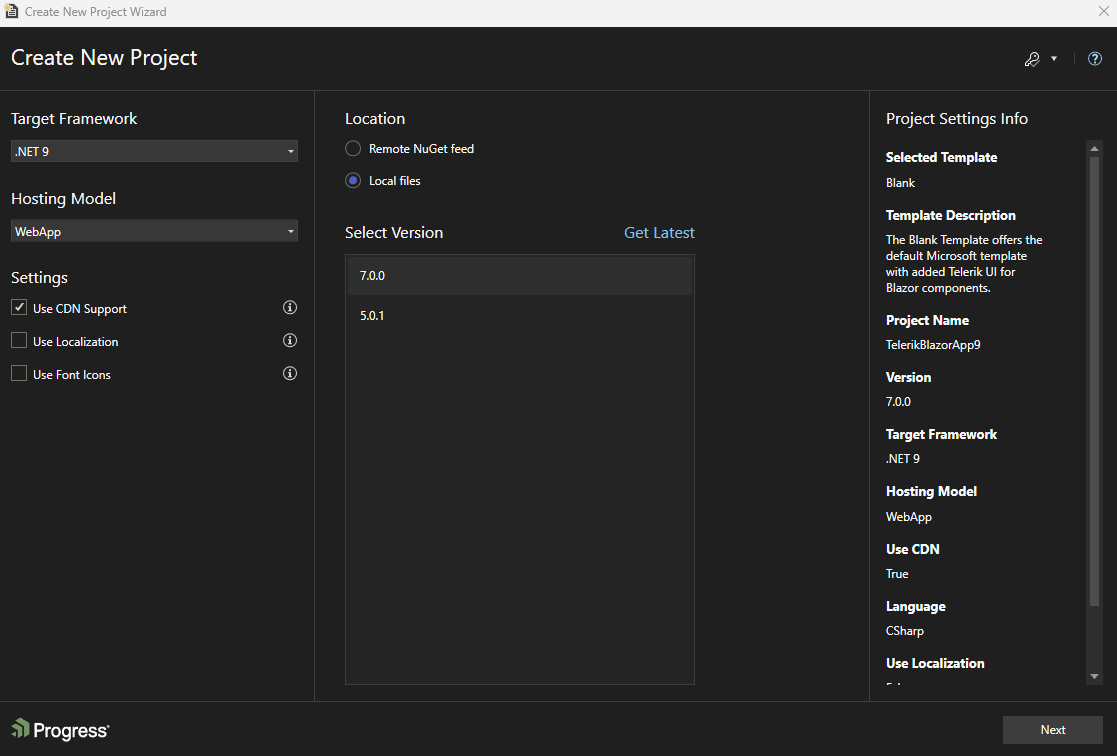 Create New Project Wizard
Create New Project
Target Framework
.NET 9
Hosting Model
WebApp
Settings
Use CDN Support
Use Localization
Use Font Icons
Location
Remote NuGet feed
Local files
Select Version
Get Latest
7.0.0
5.0.1
Project Settings Info
Selected Template
Blank
Template Description
The Blank Template offers the
default Microsoft template
with added Telerik UI for
Blazor components.
Project Name
TelerikBlazorApp9
Version
7.0.0
Target Framework
.NET 9
Hosting Model
WebApp
Use CDN
True
Language
CSharp
Use Localization
Progress
Next